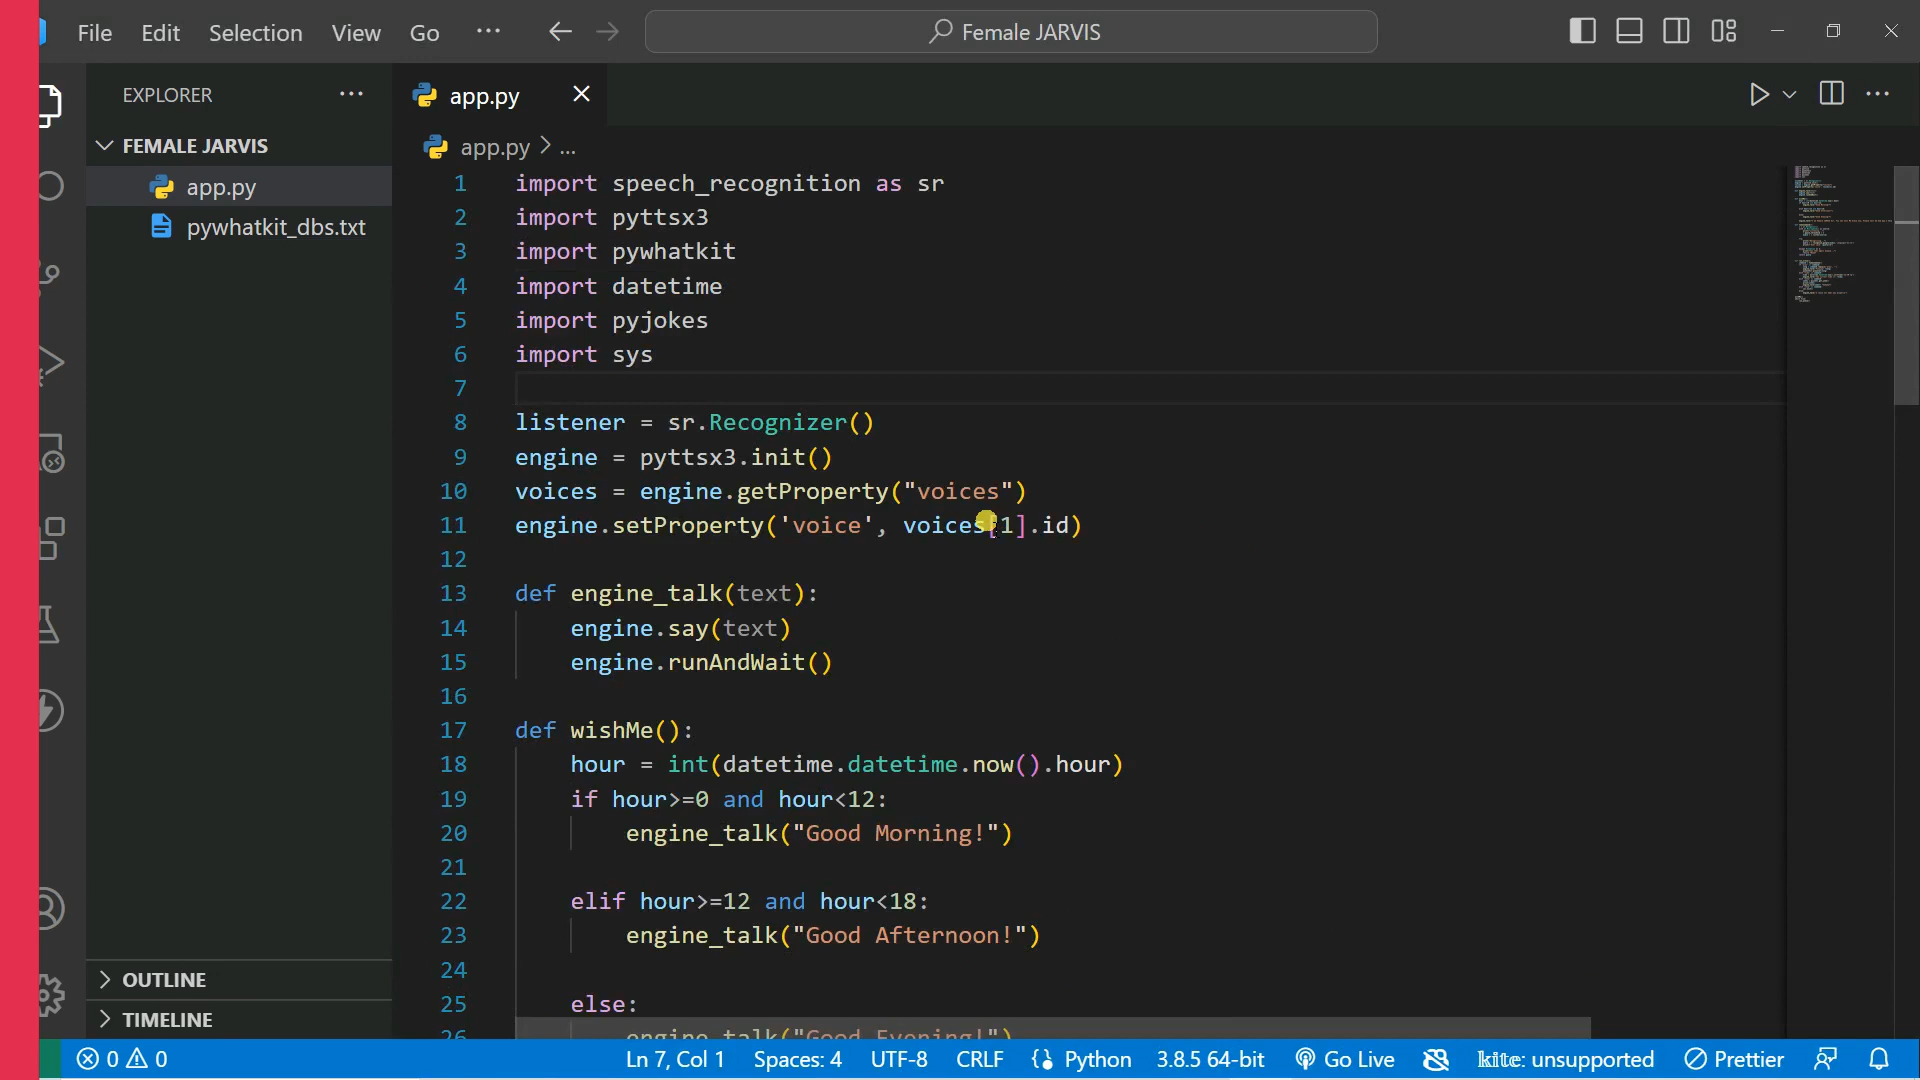 File Edit Selection View Go ... Female JARVIS
EXPLORER ...
FEMALE JARVIS
app.py
pywhatkit_dbs.txt
OUTLINE
TIMELINE
app.py
app.py > ...
1 import speech_recognition as sr
2 import pyttsx3
3 import pywhatkit
4 import datetime
5 import pyjokes
6 import sys
7
8 listener = sr.Recognizer()
9 engine = pyttsx3.init()
10 voices = engine.getProperty("voices")
11 engine.setProperty('voice', voices[1].id)
12
13 def engine_talk(text):
14     engine.say(text)
15     engine.runAndWait()
16
17 def wishMe():
18     hour = int(datetime.datetime.now().hour)
19     if hour>=0 and hour<12:
20         engine_talk("Good Morning!")
21
22     elif hour>=12 and hour<18:
23         engine_talk("Good Afternoon!")
24
25     else:
26         engine_talk("Good Evening!")
0 0 Ln 7, Col 1 Spaces: 4 UTF-8 CRLF Python 3.8.5 64-bit Go Live kite: unsupported Prettier